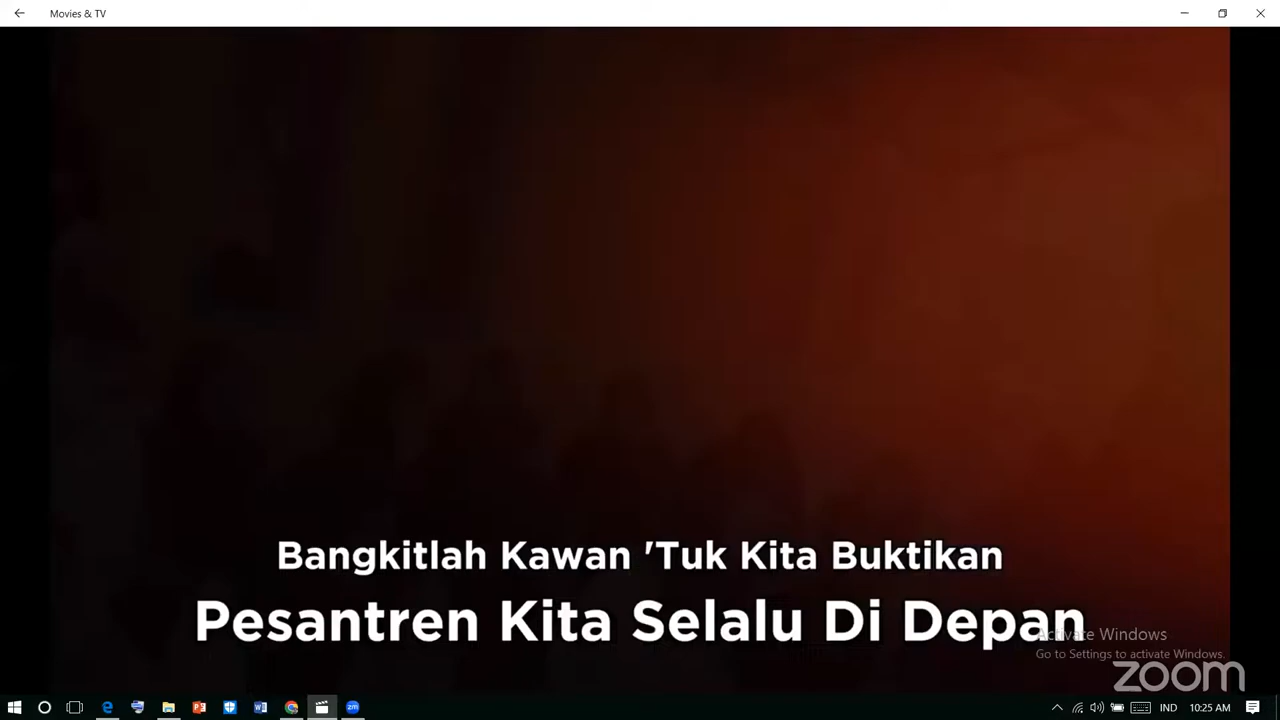 Movies & TV
Bangkitlah Kawan 'Tuk Kita Buktikan
Pesantren Kita Selalu Di Depan
Activate Windows
Go to Settings to activate Windows.
zoom
IND
10:25 AM